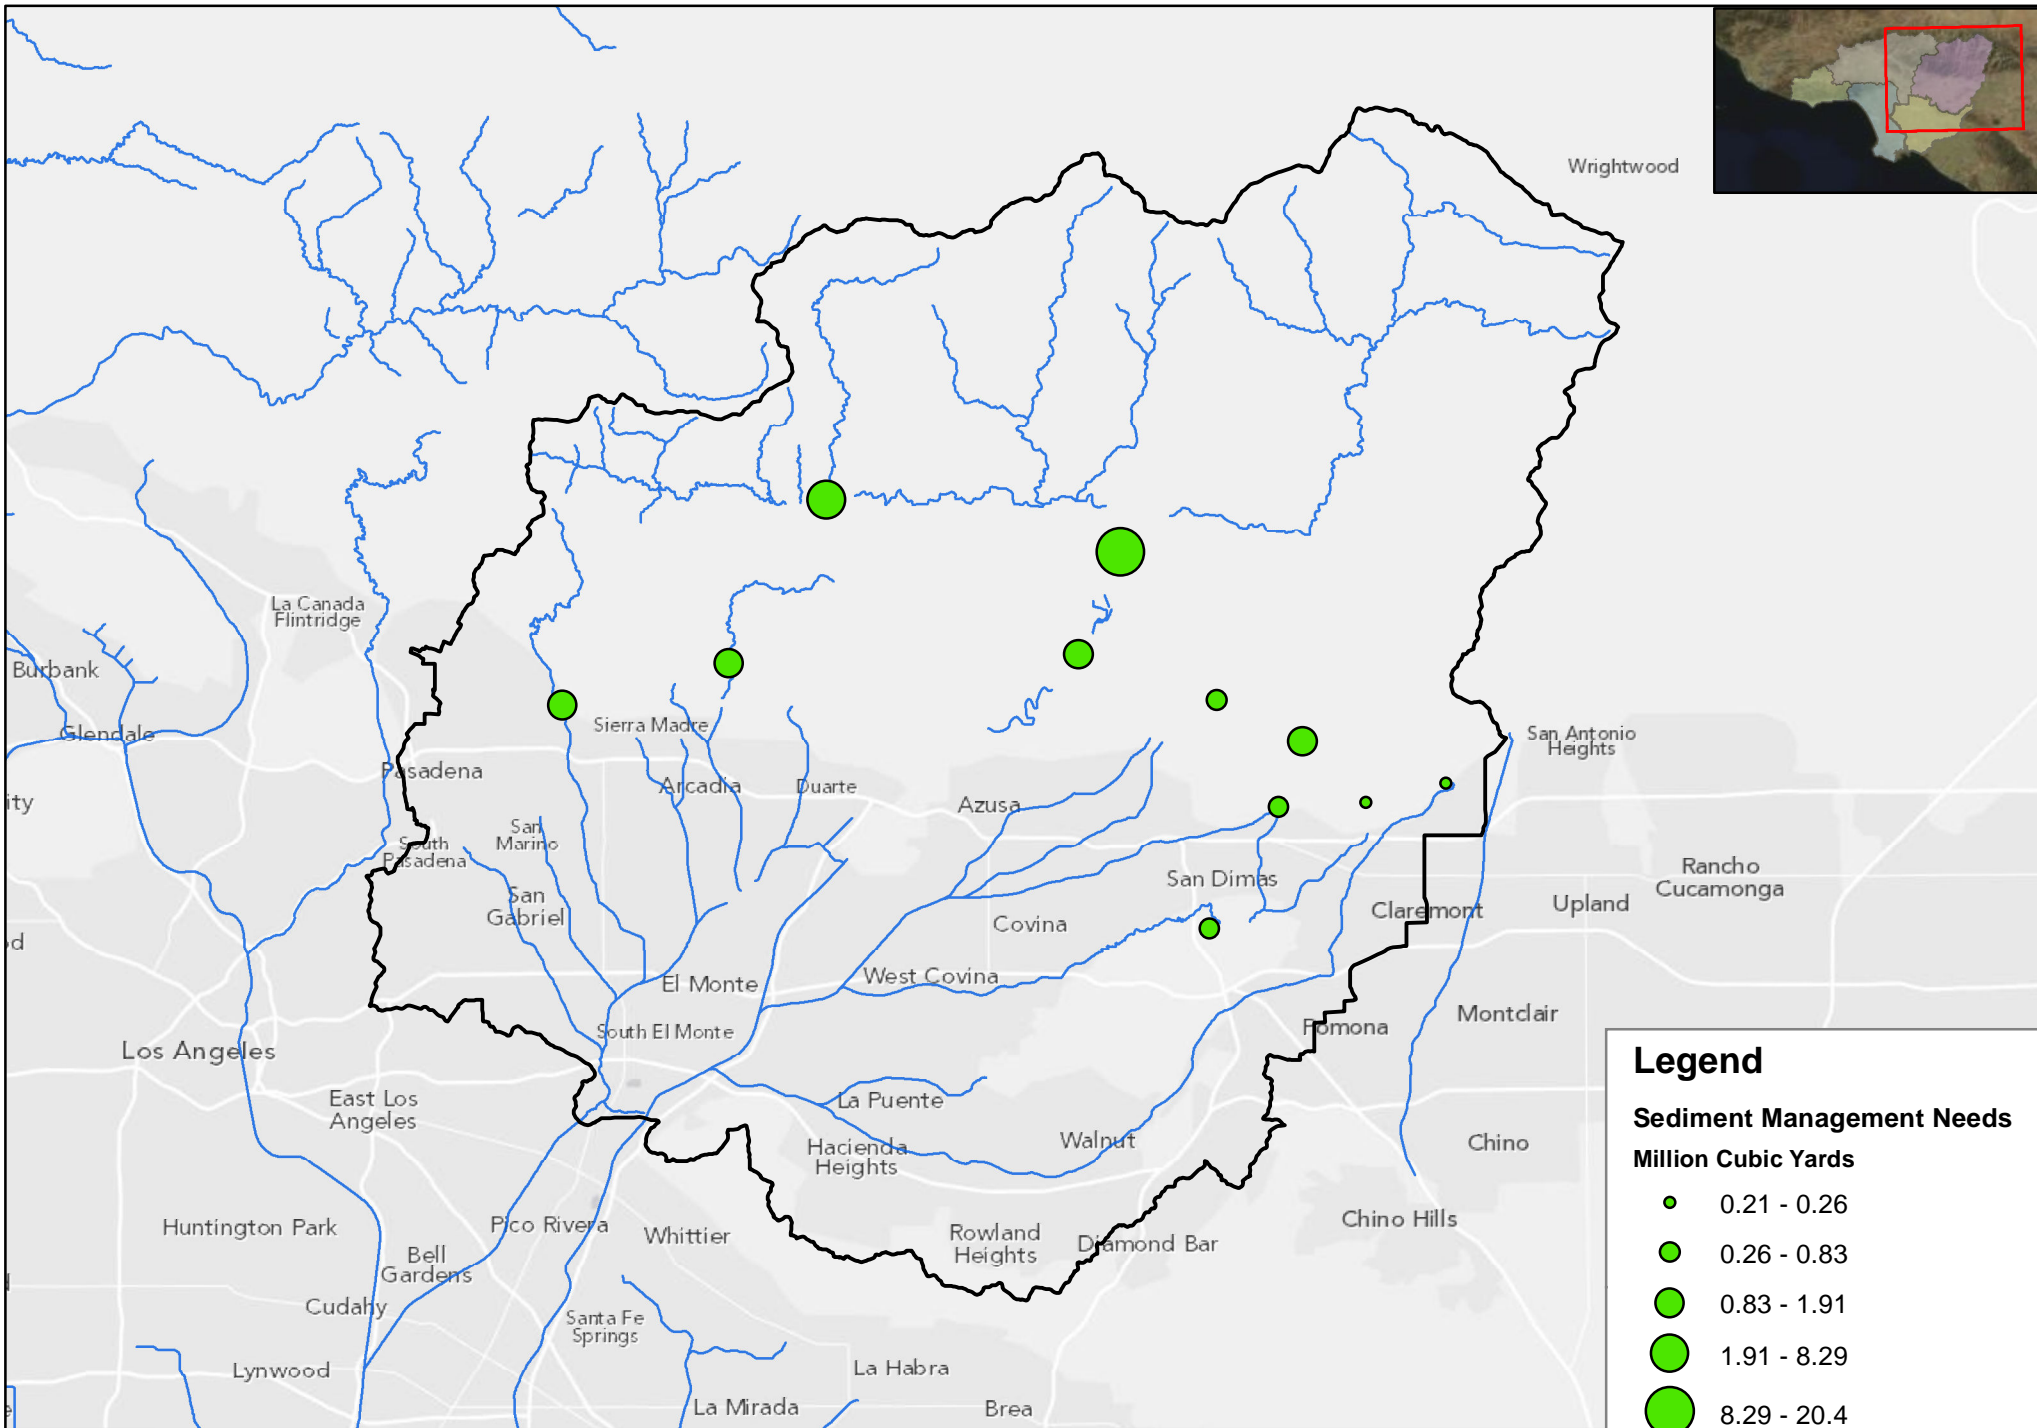 Wrightwood
La Canada
Flintridge
Burbank
Glendale
Sierra Madre
San Antonio
Heights
Pasadena
Arcadia
Duarte
Azusa
ity
San
Marino
South
Pasadena
San Dimas
Rancho
Cucamonga
San
Gabriel
Covina
Claremont
Upland
d
El Monte
West Covina
South El Monte
Pomona
Montclair
Los Angeles
East Los
Angeles
La Puente
Hacienda
Heights
Walnut
Chino
Huntington Park
Pico Rivera
Whittier
Rowland
Heights
Diamond Bar
Chino Hills
Bell
Gardens
Cudahy
Santa Fe
Springs
Lynwood
La Habra
La Mirada
Brea
Legend
Sediment Management Needs
Million Cubic Yards
0.21 - 0.26
0.26 - 0.83
0.83 - 1.91
1.91 - 8.29
8.29 - 20.4